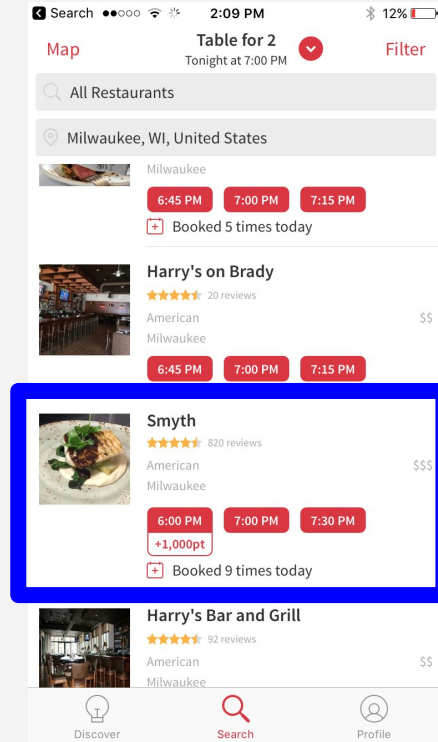 Search 2:09 PM 12%
Map Table for 2 Filter
Tonight at 7:00 PM
All Restaurants
Milwaukee, WI, United States
Milwaukee
6:45 PM 7:00 PM 7:15 PM
Booked 5 times today
Harry's on Brady
20 reviews
American $$
Milwaukee
6:45 PM 7:00 PM 7:15 PM
Smyth
820 reviews
American $$$
Milwaukee
6:00 PM 7:00 PM 7:30 PM
+1,000pt
Booked 9 times today
Harry's Bar and Grill
92 reviews
American $$
Milwaukee
Discover Search Profile